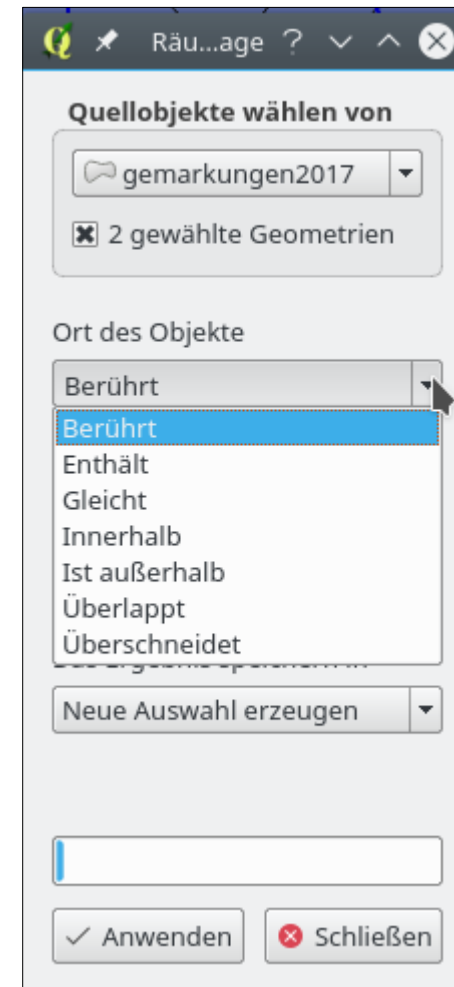 Räu...age ?
Quellobjekte wählen von
gemarkungen2017
2 gewählte Geometrien
Ort des Objekte
Berührt
Berührt
Enthält
Gleicht
Innerhalb
Ist außerhalb
Überlappt
Überschneidet
Neue Auswahl erzeugen
Anwenden
Schließen